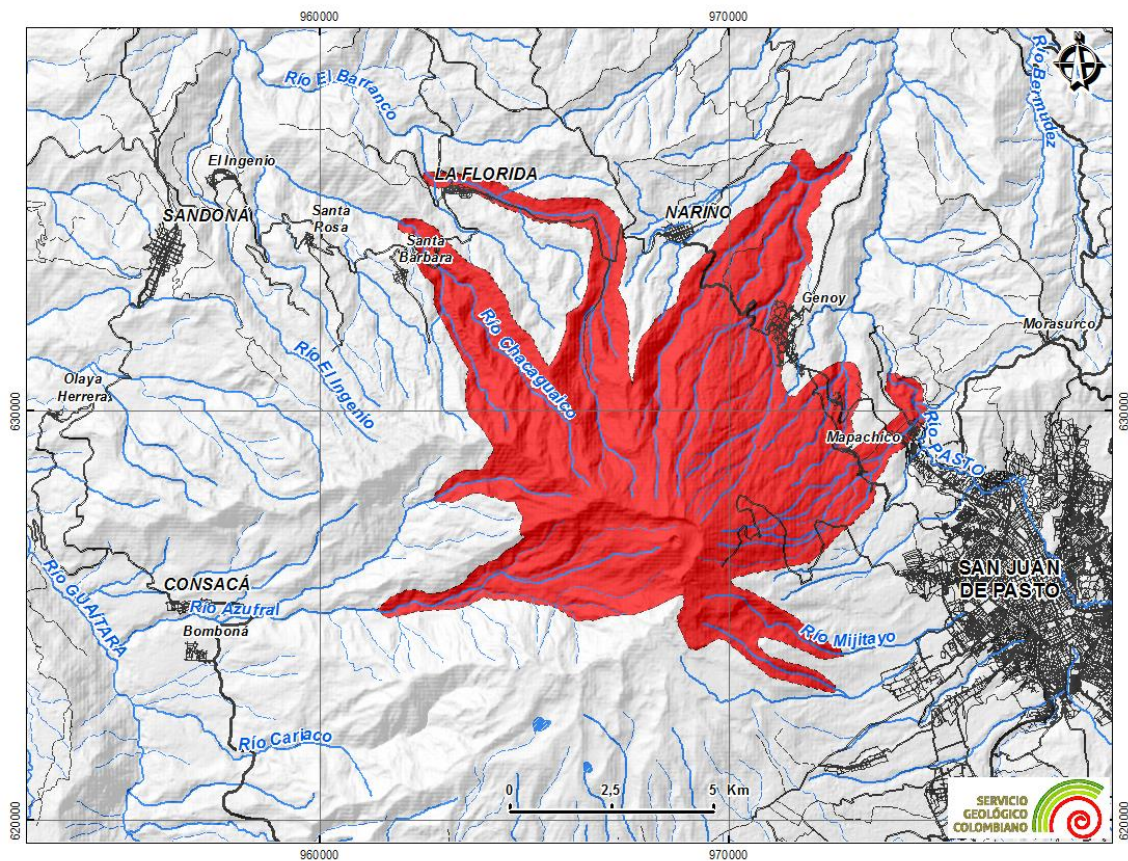 960000
970000
Río El Barranco
Río Bermudez
El Ingenio
LA FLORIDA
SANDONÁ
Santa
Rosa
NARIÑO
Santa
Bárbara
Genoy
Río Chacaguaico
Morasurco
Río El Ingenio
Olaya
Herrera
630000
630000
Mapachico
Río PASTO
SAN JUAN
DE PASTO
CONSACÁ
Río Azufral
Río GUAITARA
Bomboná
Río Mijitayo
Río Cariaco
0 2,5 5 Km
SERVICIO
GEOLÓGICO
COLOMBIANO
620000
620000
960000
970000